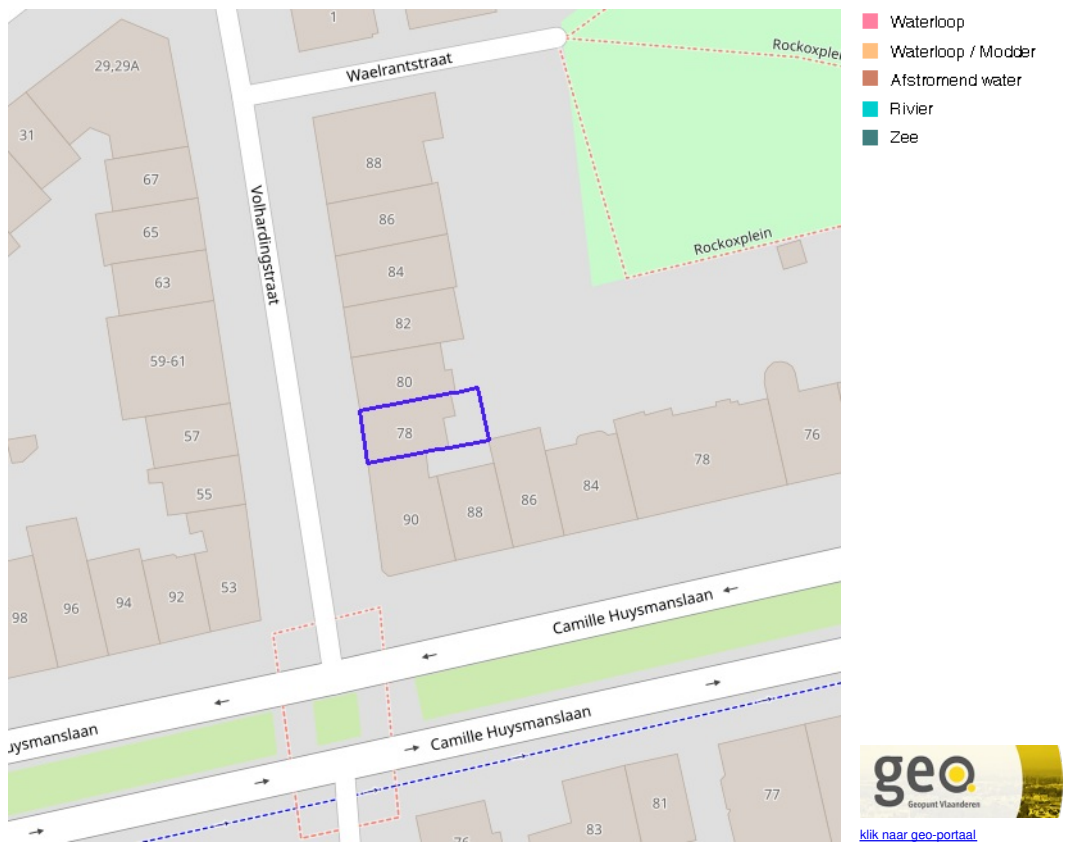 1
29,29A
Waelrantstraat
Rockoxplei
31
88
67
Volhardingstraat
86
65
Rockoxplein
84
63
82
59-61
80
78
57
76
78
55
84
86
88
90
53
92
94
96
98
Camille Huysmanslaan
uysmanslaan
Camille Huysmanslaan
77
81
83
76
Waterloop
Waterloop / Modder
Afstromend water
Rivier
Zee
geo.
Geopunt Vlaanderen
klik naar geo-portaal